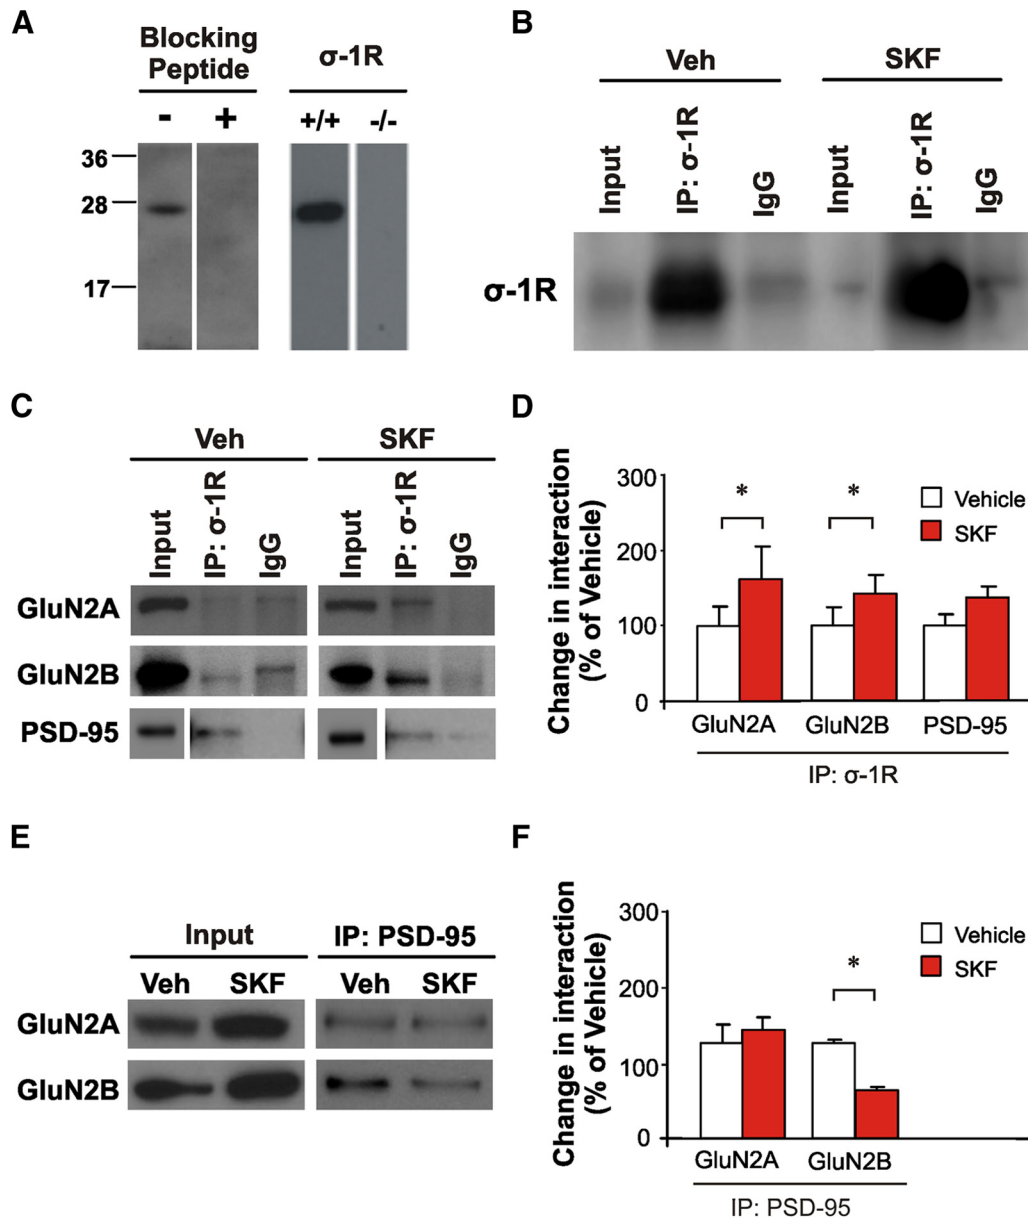 A
Blocking
Peptide
σ-1R
- +
+/+ -/-
36
28
17
B
Veh
SKF
Input
IP: σ-1R
IgG
Input
IP: σ-1R
IgG
σ-1R
C
Veh
SKF
Input
IP: σ-1R
IgG
Input
IP: σ-1R
IgG
GluN2A
GluN2B
PSD-95
D
Change in interaction
(% of Vehicle)
300
200
100
0
* *
Vehicle
SKF
GluN2A GluN2B PSD-95
IP: σ-1R
E
Input
IP: PSD-95
Veh SKF Veh SKF
GluN2A
GluN2B
F
Change in interaction
(% of Vehicle)
300
200
100
0
*
Vehicle
SKF
GluN2A GluN2B
IP: PSD-95